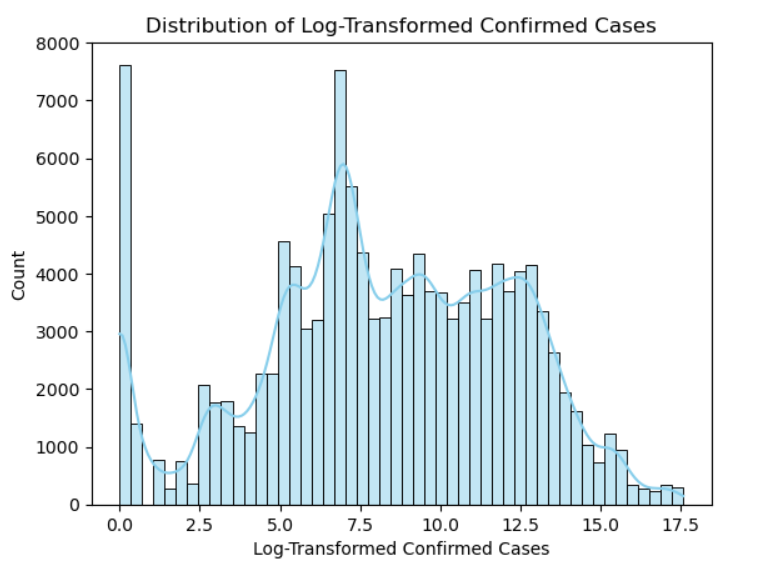 Distribution of Log-Transformed Confirmed Cases
8000
7000
6000
5000
4000
3000
2000
1000
0
Count
0.0 2.5 5.0 7.5 10.0 12.5 15.0 17.5
Log-Transformed Confirmed Cases